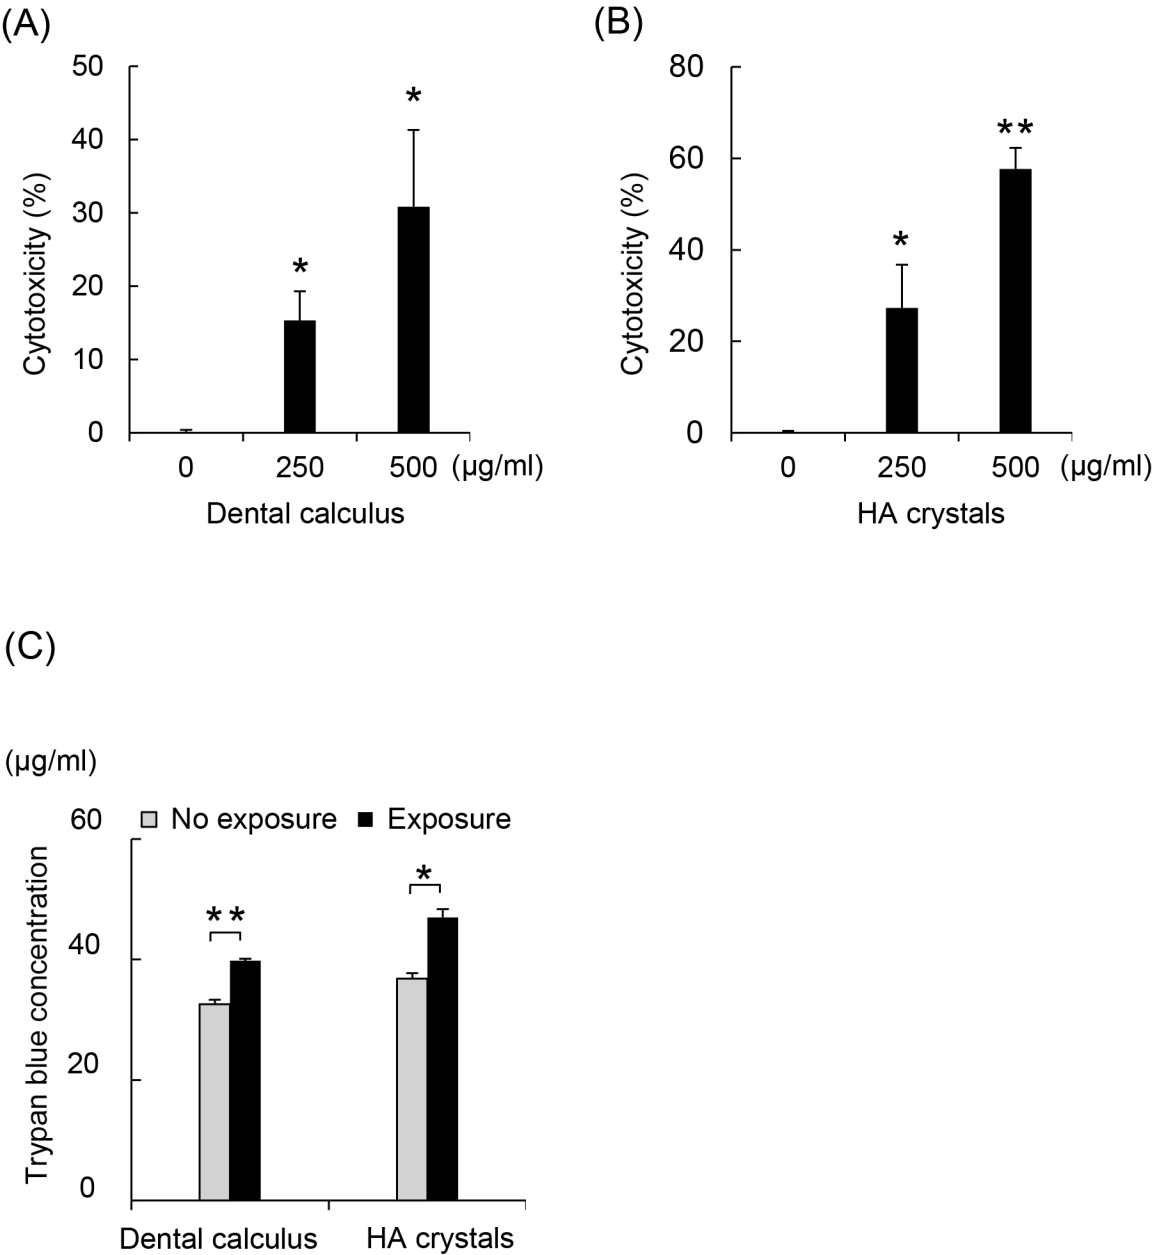 (A)
Cytotoxicity (%)
50
40
30
20
10
0
*
*
0 250 500 (μg/ml)
Dental calculus
(B)
Cytotoxicity (%)
80
60
40
20
0
*
**
0 250 500 (μg/ml)
HA crystals
(C)
(μg/ml)
Trypan blue concentration
60
40
20
0
No exposure Exposure
**
*
Dental calculus HA crystals